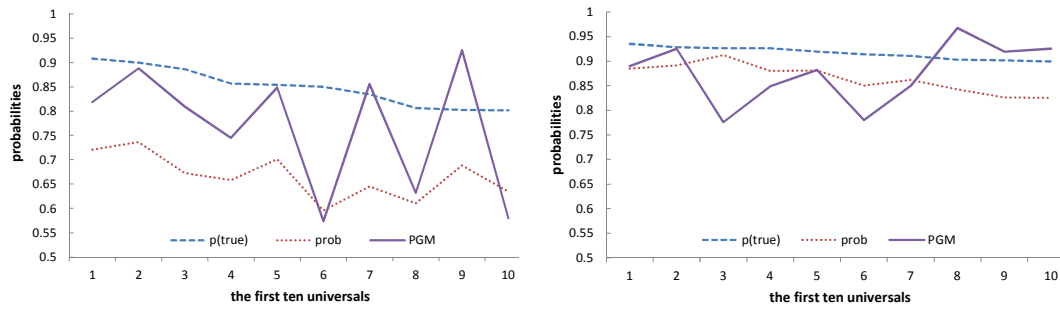 1
0.95
0.9
0.85
0.8
0.75
0.7
0.65
0.6
0.55
0.5
probabilities
p(true) prob PGM
1 2 3 4 5 6 7 8 9 10
the first ten universals
1
0.95
0.9
0.85
0.8
0.75
0.7
0.65
0.6
0.55
0.5
probabilities
p(true) prob PGM
1 2 3 4 5 6 7 8 9 10
the first ten universals